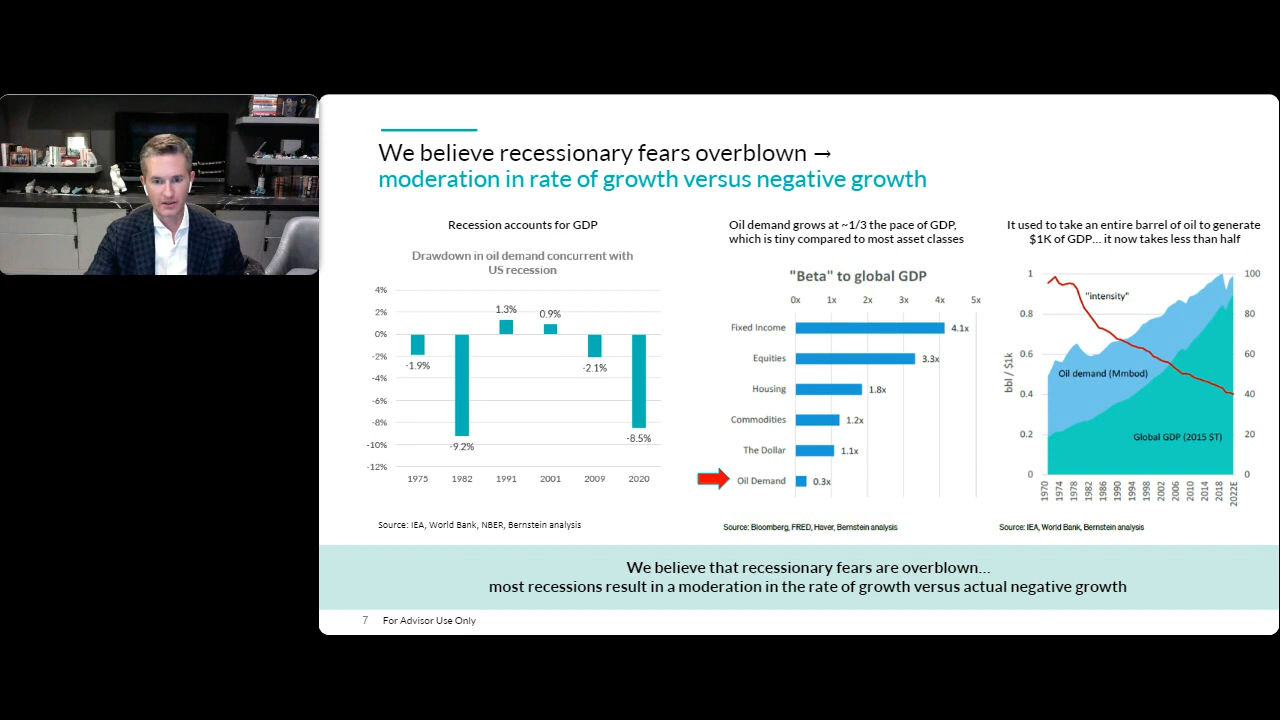 We believe recessionary fears overblown →
moderation in rate of growth versus negative growth
Recession accounts for GDP
Drawdown in oil demand concurrent with
US recession
4%
2%
0%
-2%
-4%
-6%
-8%
-10%
-12%
-1.9%
-9.2%
1.3%
0.9%
-2.1%
-8.5%
1975
1982
1991
2001
2009
2020
Source: IEA, World Bank, NBER, Bernstein analysis
Oil demand grows at ~1/3 the pace of GDP,
which is tiny compared to most asset classes
"Beta" to global GDP
0x 1x 2x 3x 4x 5x
Fixed Income 4.1x
Equities 3.3x
Housing 1.8x
Commodities 1.2x
The Dollar 1.1x
Oil Demand 0.3x
Source: Bloomberg, FRED, Haver, Bernstein analysis
It used to take an entire barrel of oil to generate
$1K of GDP... it now takes less than half
1
0.8
0.6
0.4
0.2
0
bbl / $1k
100
80
60
40
20
0
"intensity"
Oil demand (Mmbod)
Global GDP (2015 $T)
1970
1974
1978
1982
1986
1990
1994
1998
2002
2006
2010
2014
2018
2022E
Source: IEA, World Bank, Bernstein analysis
We believe that recessionary fears are overblown...
most recessions result in a moderation in the rate of growth versus actual negative growth
7 For Advisor Use Only